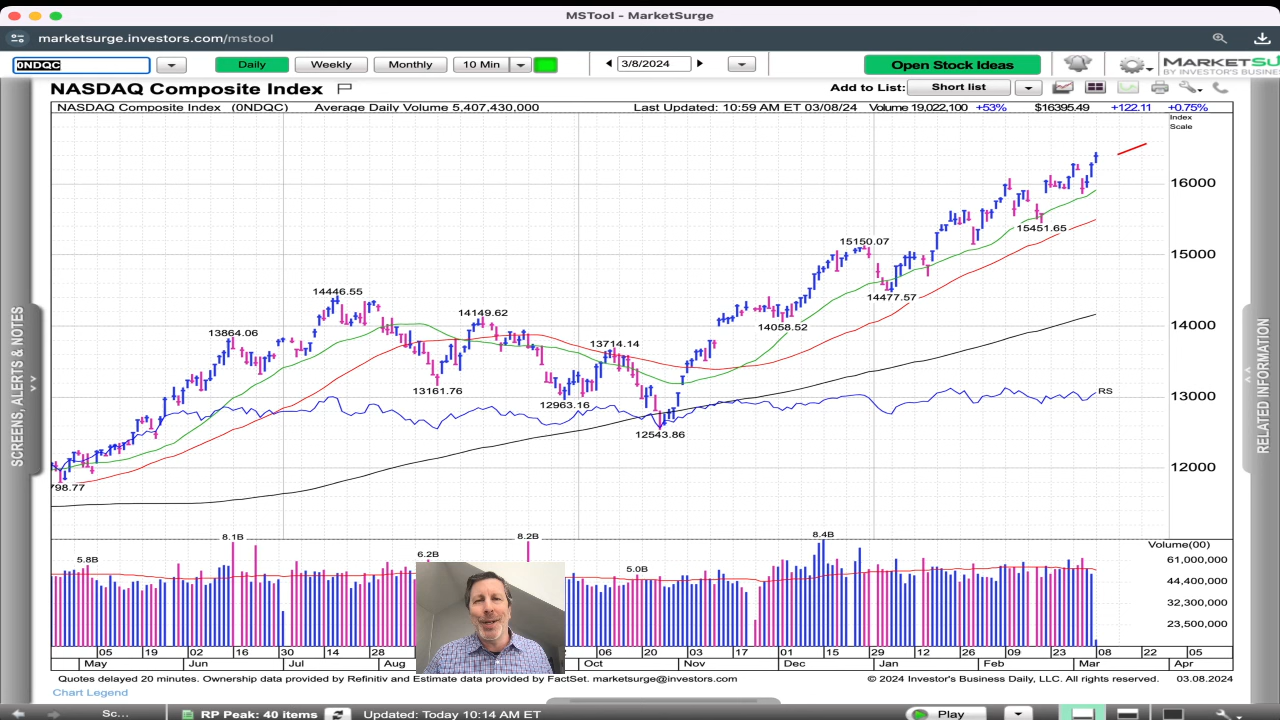 MSTool - MarketSurge
marketsurge.investors.com/mstool
0NDQC Daily Weekly Monthly 10 Min 3/8/2024 Open Stock Ideas MARKETSU
BY INVESTOR'S BUSINE
NASDAQ Composite Index Add to List: Short list
NASDAQ Composite Index (0NDQC) Average Daily Volume 5,407,430,000 Last Updated: 10:59 AM ET 03/08/24 Volume 19,022,100 +53% $16395.49 +122.11 +0.75%
Index
Scale
16000
15451.65
15150.07
15000
14477.57
14446.55
14149.62
14058.52
14000
13864.06
13714.14
13161.76
12963.16
13000
RS
12543.86
12000
798.77
SCREENS, ALERTS & NOTES
RELATED INFORMATION
8.1B 8.2B 8.4B
Volume(00)
5.8B 6.2B 5.0B
61,000,000
44,400,000
32,300,000
23,500,000
05 19 02 16 30 14 28 06 20 03 17 01 15 29 12 26 09 23 08 22
May Jun Jul Aug Oct Nov Dec Jan Feb Mar Apr
Quotes delayed 20 minutes. Ownership data provided by Refinitiv and Estimate data provided by FactSet. marketsurge@investors.com © 2024 Investor's Business Daily, LLC. All rights reserved. 03.08.2024
Chart Legend
Sc... RP Peak: 40 items Updated: Today 10:14 AM ET Play